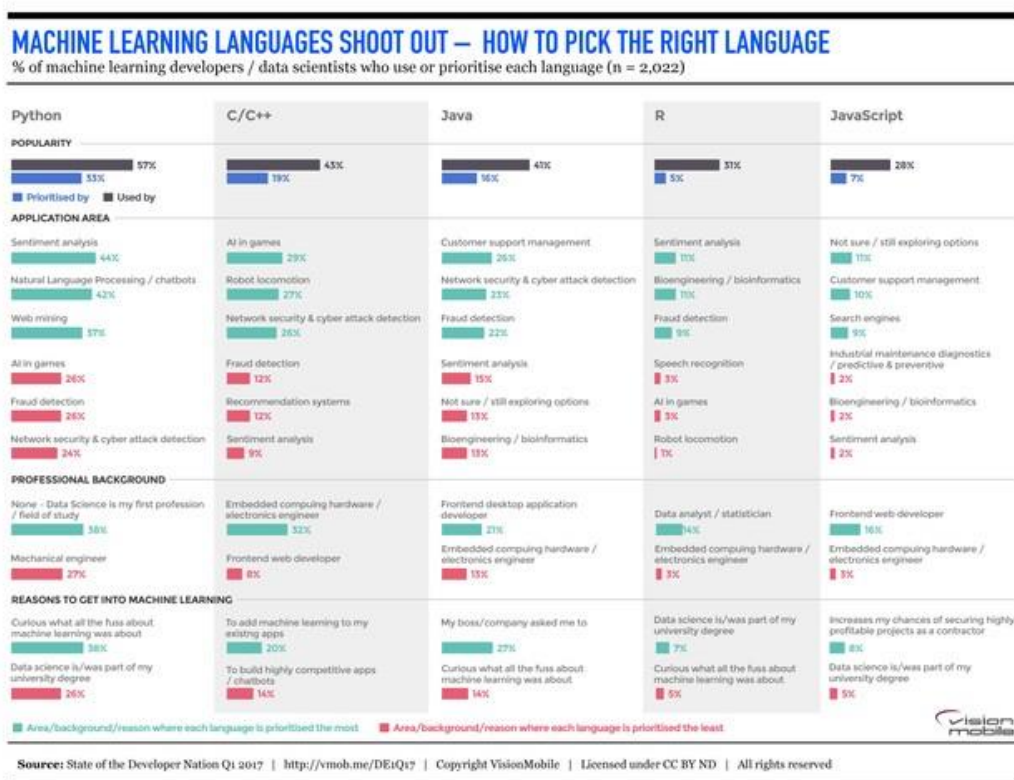 MACHINE LEARNING LANGUAGES SHOOT OUT – HOW TO PICK THE RIGHT LANGUAGE
% of machine learning developers / data scientists who use or prioritise each language (n = 2,022)
Python
C/C++
Java
R
JavaScript
POPULARITY
57%
33%
43%
19%
41%
16%
31%
5%
28%
7%
Prioritised by
Used by
APPLICATION AREA
Sentiment analysis
44%
Natural Language Processing / chatbots
42%
Web mining
37%
AI in games
26%
Fraud detection
26%
Network security & cyber attack detection
24%
AI in games
29%
Robot locomotion
27%
Network security & cyber attack detection
26%
Fraud detection
12%
Recommendation systems
12%
Sentiment analysis
9%
Customer support management
26%
Network security & cyber attack detection
23%
Fraud detection
22%
Sentiment analysis
15%
Not sure / still exploring options
13%
Bioengineering / bioinformatics
13%
Sentiment analysis
11%
Bioengineering / bioinformatics
11%
Fraud detection
9%
Speech recognition
3%
AI in games
3%
Robot locomotion
1%
Not sure / still exploring options
11%
Customer support management
10%
Search engines
9%
Industrial maintenance diagnostics
/ predictive & preventive
2%
Bioengineering / bioinformatics
2%
Sentiment analysis
2%
PROFESSIONAL BACKGROUND
None - Data Science is my first profession
/ field of study
38%
Mechanical engineer
27%
Embedded compuing hardware /
electronics engineer
32%
Frontend web developer
8%
Frontend desktop application
developer
21%
Embedded compuing hardware /
electronics engineer
13%
Data analyst / statistician
14%
Embedded compuing hardware /
electronics engineer
3%
Frontend web developer
16%
Embedded compuing hardware /
electronics engineer
3%
REASONS TO GET INTO MACHINE LEARNING
Curious what all the fuss about
machine learning was about
38%
Data science is/was part of my
university degree
26%
To add machine learning to my
existng apps
20%
To build highly competitive apps
/ chatbots
14%
My boss/company asked me to
27%
Curious what all the fuss about
machine learning was about
14%
Data science is/was part of my
university degree
7%
Curious what all the fuss about
machine learning was about
5%
Increases my chances of securing highly
profitable projects as a contractor
8%
Data science is/was part of my
university degree
5%
Area/background/reason where each language is prioritised the most
Area/background/reason where each language is prioritised the least
vision
mobile
Source: State of the Developer Nation Q1 2017 | http://vmob.me/DE1Q17 | Copyright VisionMobile | Licensed under CC BY ND | All rights reserved